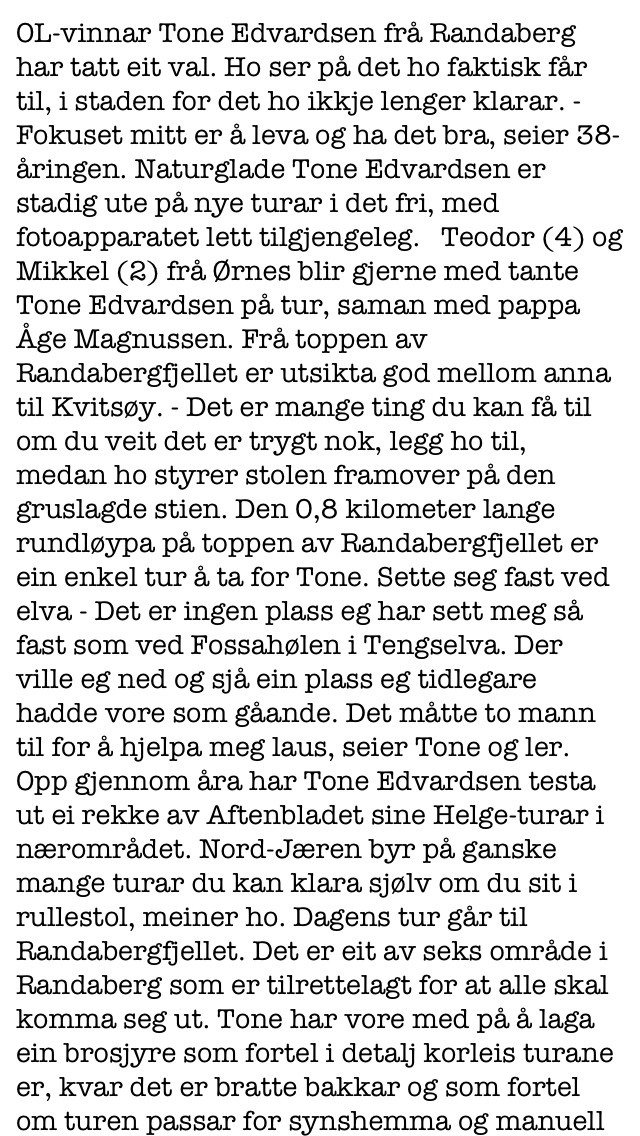 OL-vinnar Tone Edvardsen frå Randaberg
har tatt eit val. Ho ser på det ho faktisk får
til, i staden for det ho ikkje lenger klarar. -
Fokuset mitt er å leva og ha det bra, seier 38-
åringen. Naturglade Tone Edvardsen er
stadig ute på nye turar i det fri, med
fotoapparatet lett tilgjengeleg.   Teodor (4) og
Mikkel (2) frå Ørnes blir gjerne med tante
Tone Edvardsen på tur, saman med pappa
Åge Magnussen. Frå toppen av
Randabergfjellet er utsikta god mellom anna
til Kvitsøy. - Det er mange ting du kan få til
om du veit det er trygt nok, legg ho til,
medan ho styrer stolen framover på den
gruslagde stien. Den 0,8 kilometer lange
rundløypa på toppen av Randabergfjellet er
ein enkel tur å ta for Tone. Sette seg fast ved
elva - Det er ingen plass eg har sett meg så
fast som ved Fossahølen i Tengselva. Der
ville eg ned og sjå ein plass eg tidlegare
hadde vore som gåande. Det måtte to mann
til for å hjelpa meg laus, seier Tone og ler.
Opp gjennom åra har Tone Edvardsen testa
ut ei rekke av Aftenbladet sine Helge-turar i
nærområdet. Nord-Jæren byr på ganske
mange turar du kan klara sjølv om du sit i
rullestol, meiner ho. Dagens tur går til
Randabergfjellet. Det er eit av seks område i
Randaberg som er tilrettelagt for at alle skal
komma seg ut. Tone har vore med på å laga
ein brosjyre som fortel i detalj korleis turane
er, kvar det er bratte bakkar og som fortel
om turen passar for synshemma og manuell